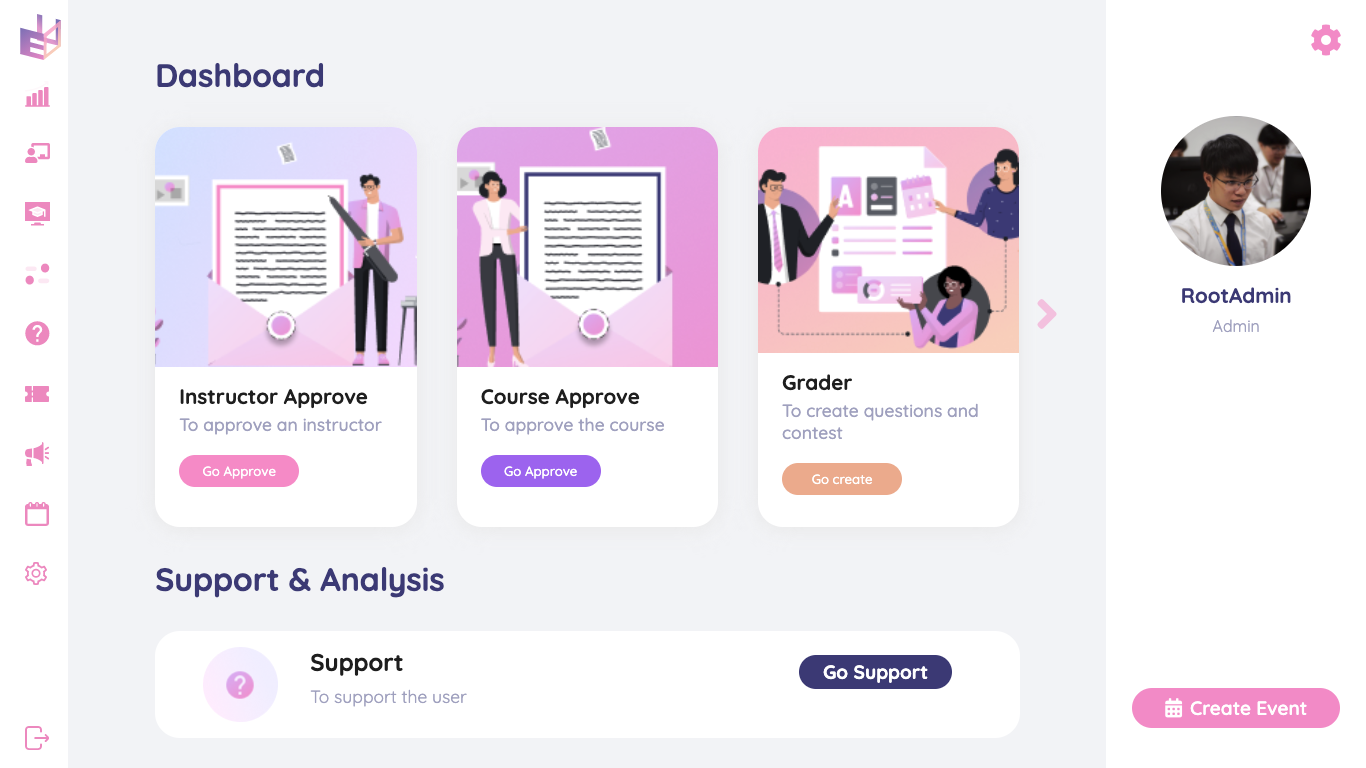 Dashboard
Instructor Approve
To approve an instructor
Go Approve
Course Approve
To approve the course
Go Approve
A
Grader
To create questions and
contest
Go create
RootAdmin
Admin
Support & Analysis
Support
To support the user
Go Support
Create Event